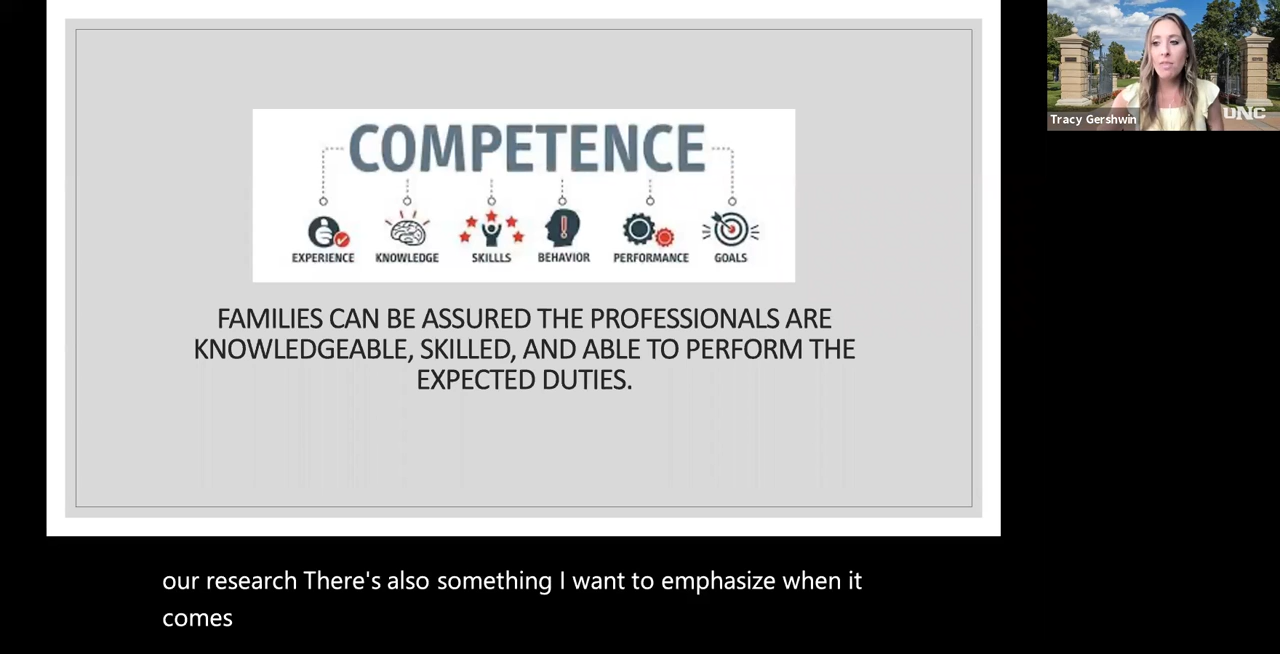 COMPETENCE
EXPERIENCE KNOWLEDGE SKILLLS BEHAVIOR PERFORMANCE GOALS
FAMILIES CAN BE ASSURED THE PROFESSIONALS ARE
KNOWLEDGEABLE, SKILLED, AND ABLE TO PERFORM THE
EXPECTED DUTIES.
Tracy Gershwin
UNC
our research There's also something I want to emphasize when it
comes